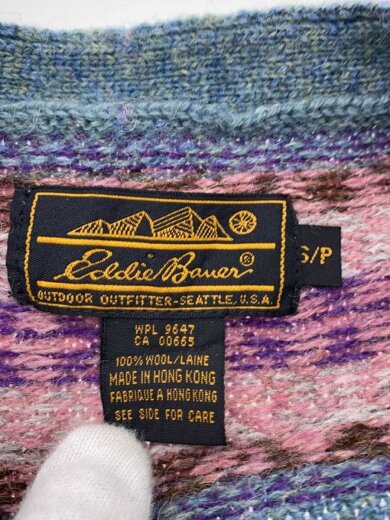 Eddie Bauer®
OUTDOOR OUTFITTER-SEATTLE, U.S.A.
S/P
WPL 9647
CA 00665
100% WOOL/LAINE
MADE IN HONG KONG
FABRIQUE A HONG KONG
SEE SIDE FOR CARE